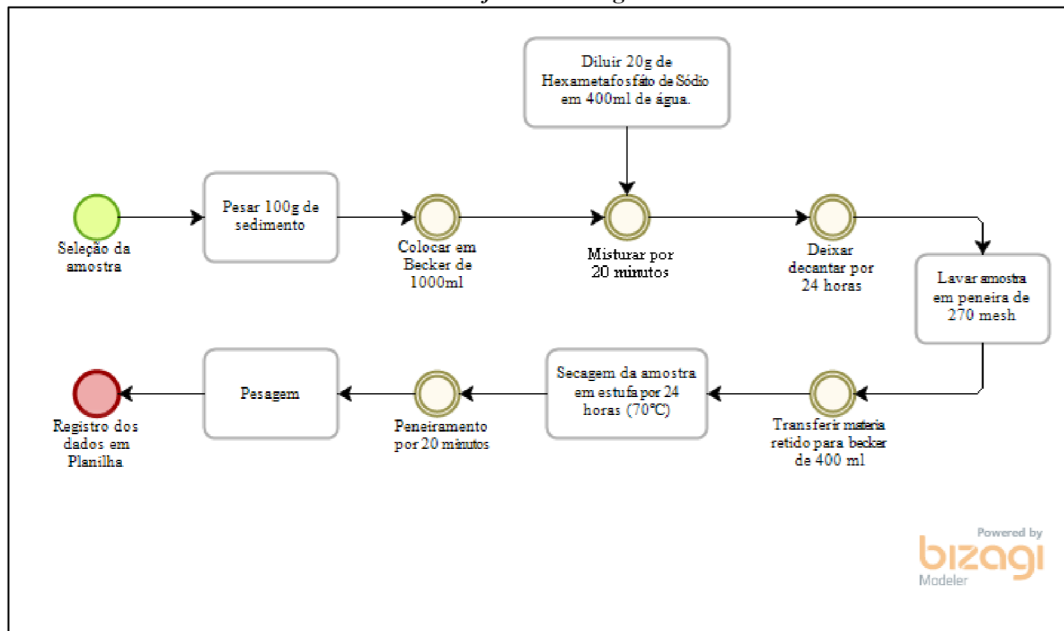 Diluir 20g de
Hexametafosfato de Sódio
em 400ml de água.
Pesar 100g de
sedimento
Seleção da
amostra
Colocar em
Becker de
1000ml
Misturar por
20 minutos
Deixar
decantar por
24 horas
Lavar amostra
em peneira de
270 mesh
Transferir materia
retido para becker
de 400 ml
Secagem da amostra
em estufa por 24
horas (70°C)
Peneiramento
por 20 minutos
Pesagem
Registro dos
dados em
Planilha
Powered by
bizagi
Modeler